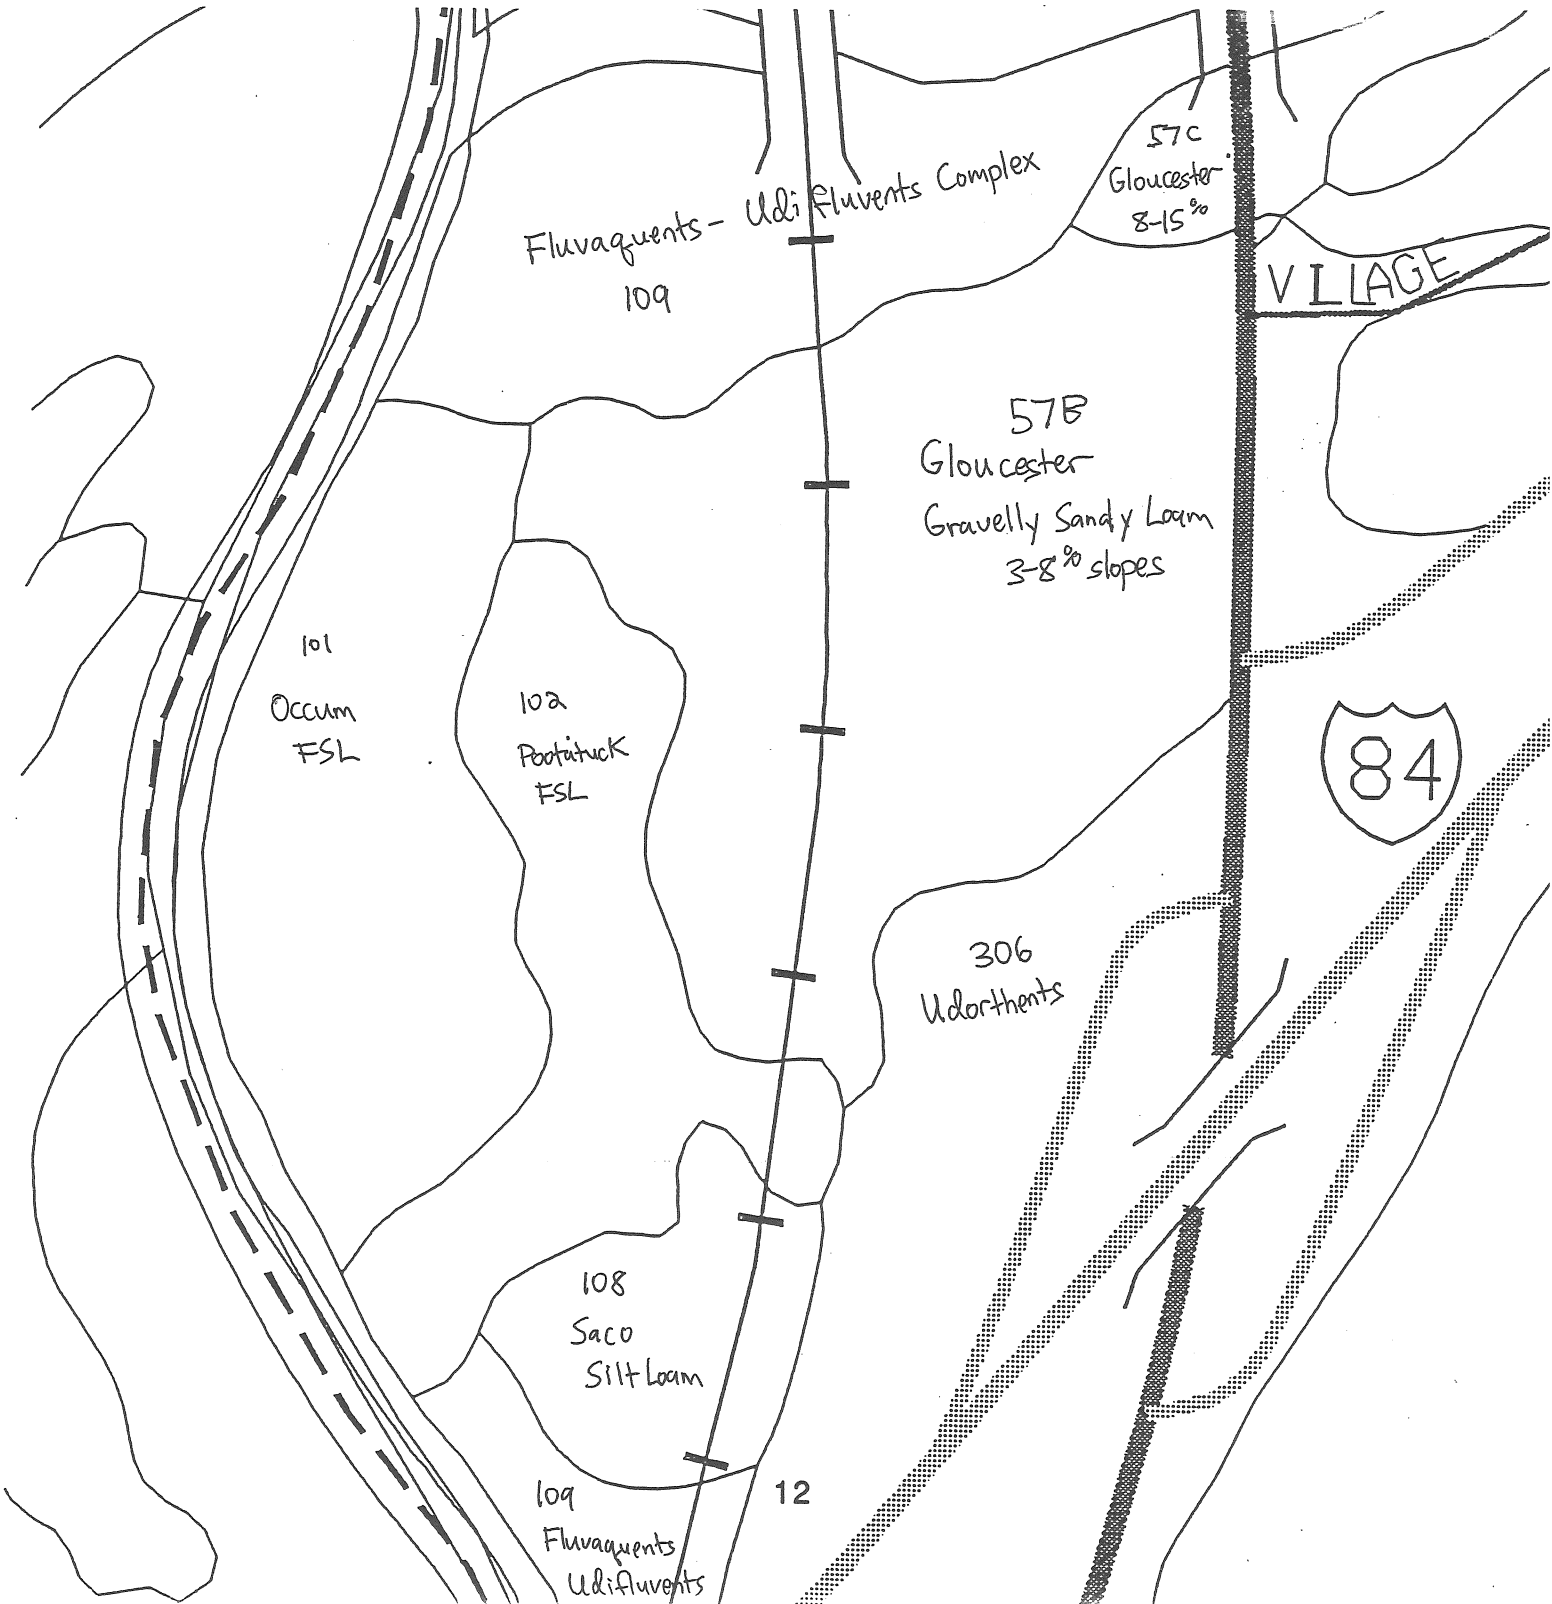 57C
Gloucester
8-15%
Fluvaquents - Udifluvents Complex
109
VILLAGE
57B
Gloucester
Gravelly Sandy Loam
3-8% slopes
101
Occum
FSL
102
Pootatuck
FSL
84
306
Udorthents
108
Saco
Silt Loam
12
109
Fluvaquents
Udifluvents